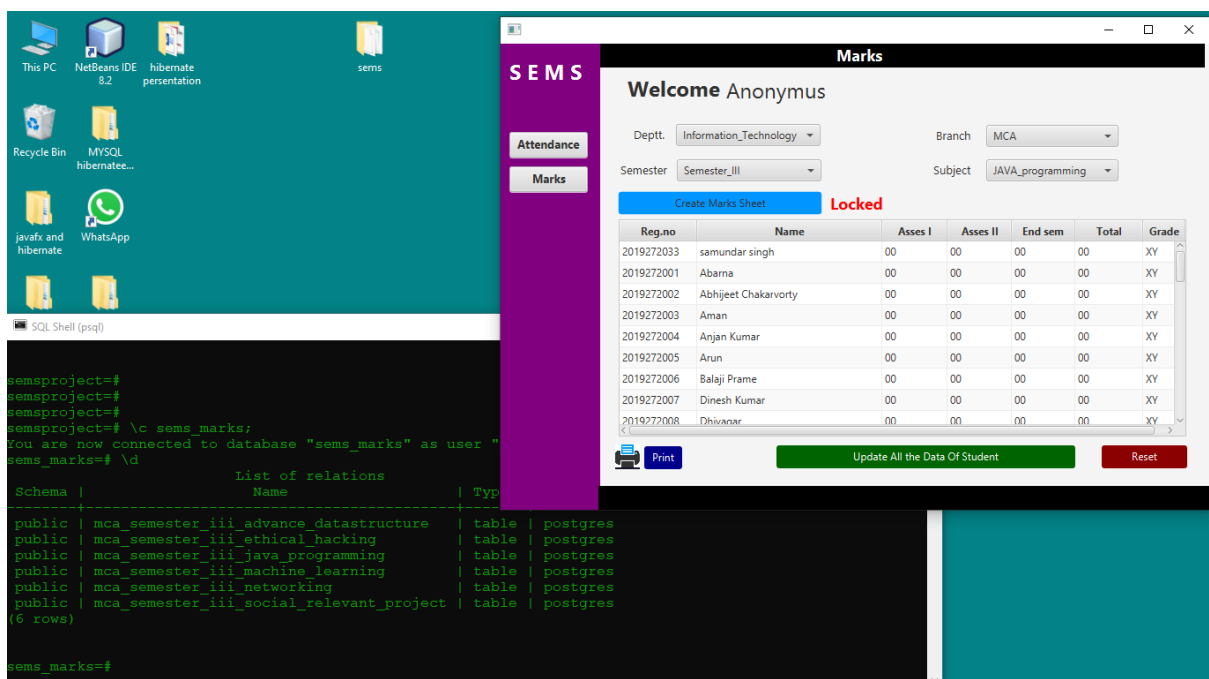 This PC
NetBeans IDE
8.2
hibernate
persentation
sems
Recycle Bin
MYSQL
hibernatee...
javafx and
hibernate
WhatsApp
SQL Shell (psql)
semsproject=#
semsproject=#
semsproject=#
semsproject=# \c sems_marks;
You are now connected to database "sems_marks" as user "
sems_marks=# \d
List of relations
Schema | Name | Typ
public | mca_semester_iii_advance_datastructure | table | postgres
public | mca_semester_iii_ethical_hacking | table | postgres
public | mca_semester_iii_java_programming | table | postgres
public | mca_semester_iii_machine_learning | table | postgres
public | mca_semester_iii_networking | table | postgres
public | mca_semester_iii_social_relevant_project | table | postgres
(6 rows)
sems_marks=#
SEMS
Attendance
Marks
Marks
Welcome Anonymus
Deptt. Information_Technology Branch MCA
Semester Semester_III Subject JAVA_programming
Create Marks Sheet Locked
Reg.no Name Asses I Asses II End sem Total Grade
2019272033 samundar singh 00 00 00 00 XY
2019272001 Abarna 00 00 00 00 XY
2019272002 Abhijeet Chakarvorty 00 00 00 00 XY
2019272003 Aman 00 00 00 00 XY
2019272004 Anjan Kumar 00 00 00 00 XY
2019272005 Arun 00 00 00 00 XY
2019272006 Balaji Prame 00 00 00 00 XY
2019272007 Dinesh Kumar 00 00 00 00 XY
2019272008 Dhivagar 00 00 00 00 XY
Print Update All the Data Of Student Reset